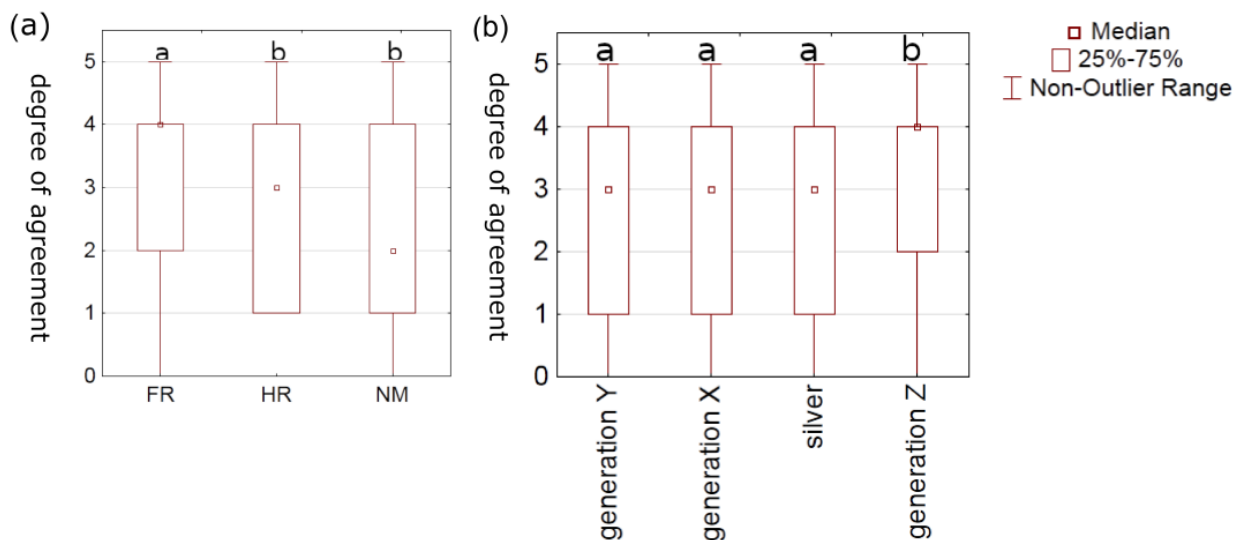 (a)
degree of agreement
5
4
3
2
1
0
a
b
b
FR
HR
NM
(b)
degree of agreement
5
4
3
2
1
0
a
a
a
b
generation Y
generation X
silver
generation Z
Median
25%-75%
Non-Outlier Range